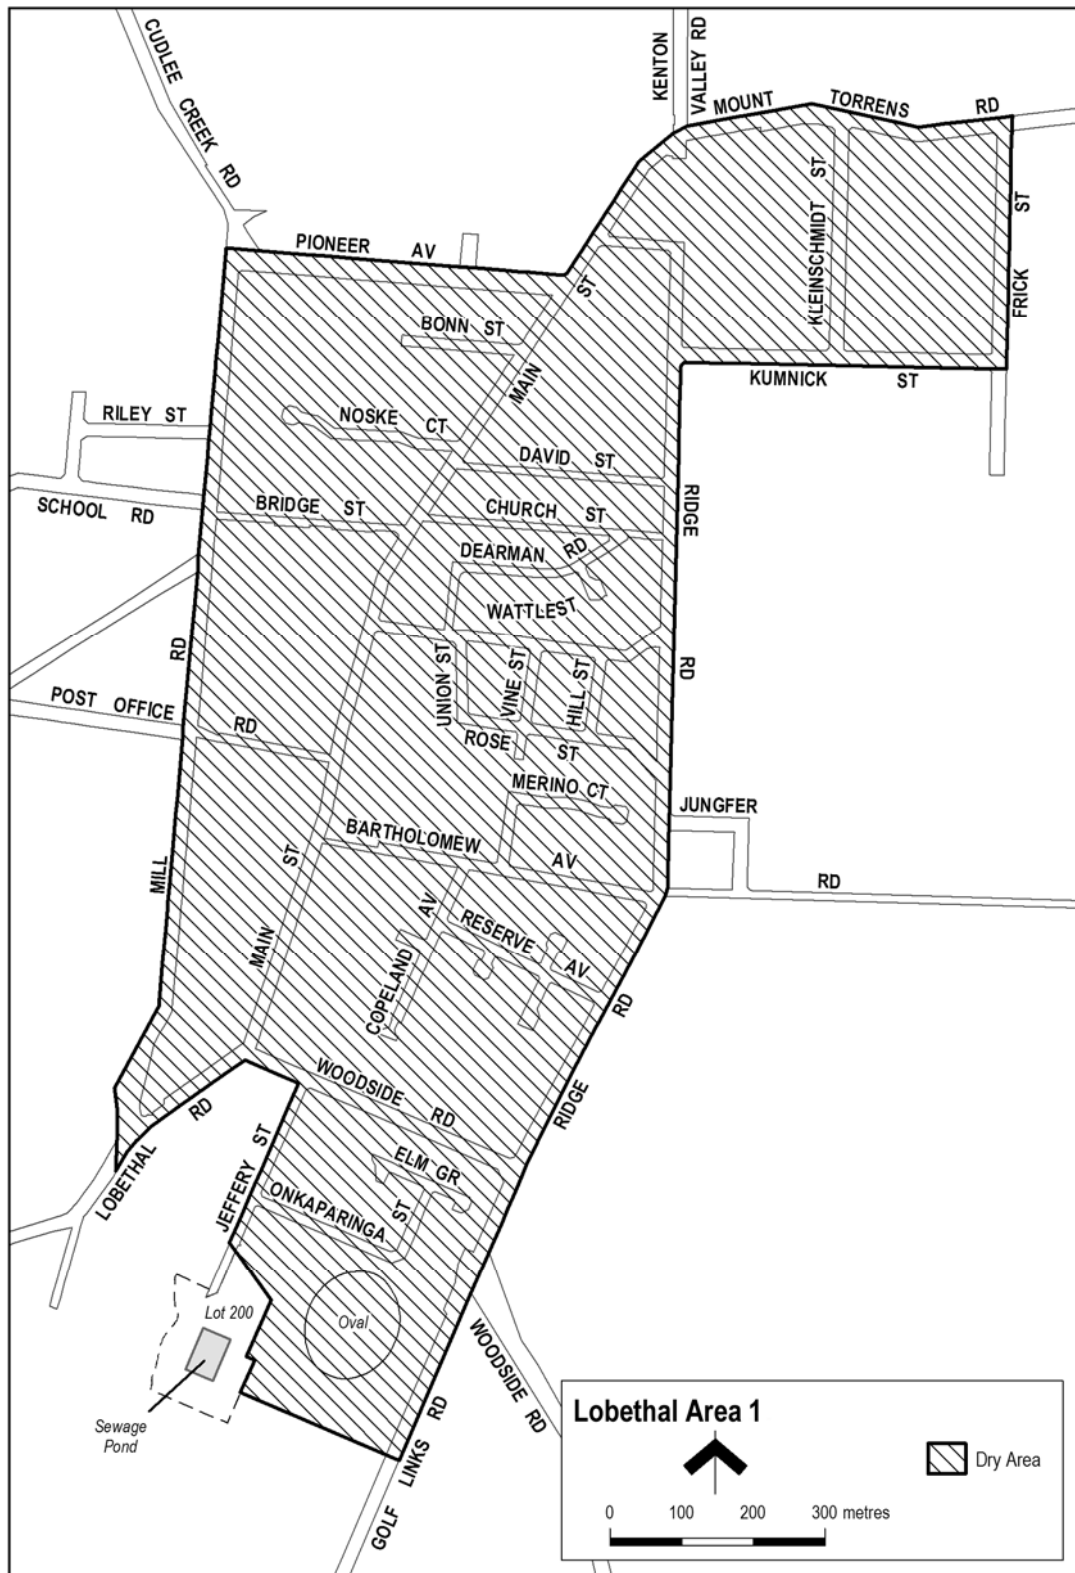 CUDLEE CREEK RD
KENTON
VALLEY RD
MOUNT TORRENS RD
PIONEER AV
KLEINSCHMIDT ST
FRICK ST
BONN ST
MAIN ST
KUMNICK ST
NOSKE CT
RILEY ST
DAVID ST
SCHOOL RD
BRIDGE ST
CHURCH ST
RIDGE RD
DEARMAN RD
WATTLE ST
UNION ST
VINE ST
HILL ST
POST OFFICE RD
ROSE ST
MERINO CT
JUNGFER RD
BARTHOLOMEW AV
MILL RD
MAIN ST
COPELAND AV
RESERVE AV
RIDGE RD
WOODSIDE RD
LOBETHAL RD
JEFFERY ST
ELM GR
ONKAPARINGA ST
Lot 200
Oval
WOODSIDE RD
Sewage
Pond
GOLF LINKS RD
Lobethal Area 1
Dry Area
0 100 200 300 metres